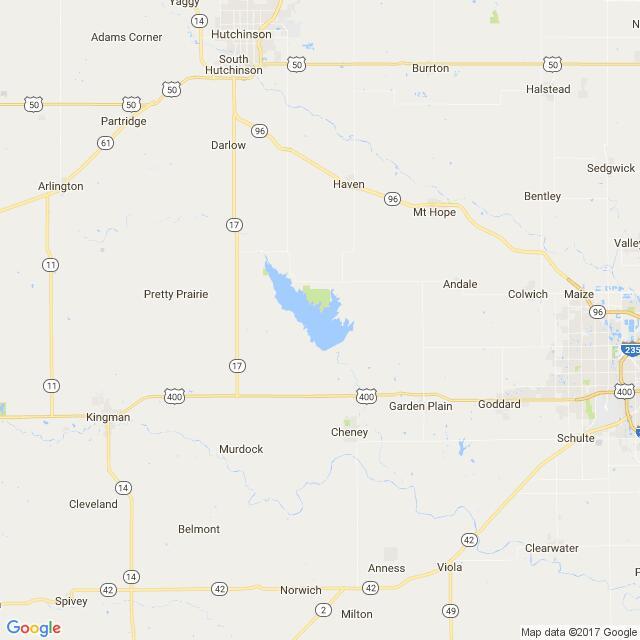 Yaggy
14
Adams Corner
Hutchinson
N
South
Hutchinson
50
Burrton
50
50
Halstead
50
50
Partridge
96
61
Darlow
Sedgwick
Haven
Arlington
96
Bentley
Mt Hope
17
Valley
11
Andale
Pretty Prairie
Colwich
Maize
96
235
17
11
400
400
400
Garden Plain
Goddard
Kingman
Cheney
Schulte
Murdock
14
Cleveland
Belmont
42
Clearwater
Anness
Viola
14
42
42
42
Norwich
42
Spivey
2
49
Milton
Google
Map data ©2017 Google